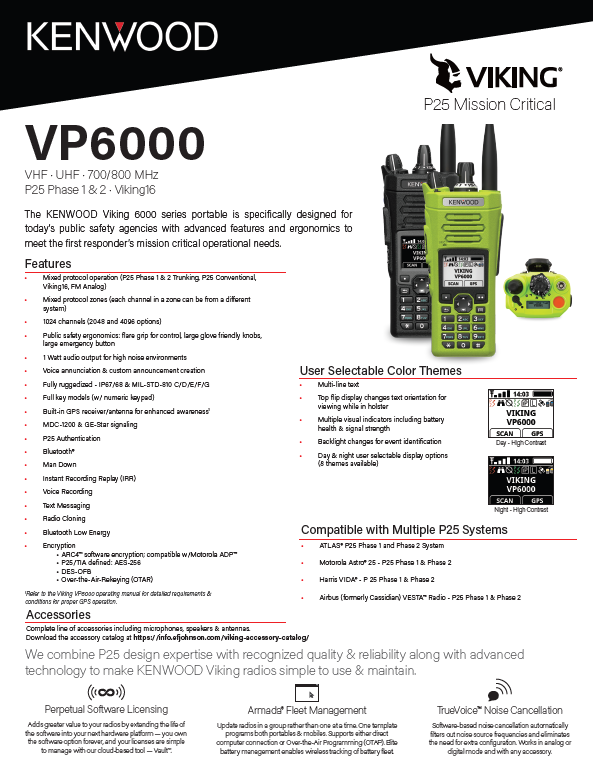 KENWOOD
VIKING®
P25 Mission Critical
VP6000
VHF · UHF · 700/800 MHz
P25 Phase 1 & 2 · Viking16
The KENWOOD Viking 6000 series portable is specifically designed for
today's public safety agencies with advanced features and ergonomics to
meet the first responder's mission critical operational needs.
Features
• Mixed protocol operation (P25 Phase 1 & 2 Trunking, P25 Conventional,
Viking16, FM Analog)
• Mixed protocol zones (each channel in a zone can be from a different
system)
• 1024 channels (2048 and 4096 options)
• Public safety ergonomics: flare grip for control, large glove friendly knobs,
large emergency button
• 1 Watt audio output for high noise environments
• Voice annunciation & custom announcement creation
• Fully ruggedized - IP67/68 & MIL-STD-810 C/D/E/F/G
• Full key models (w/ numeric keypad)
• Built-in GPS receiver/antenna for enhanced awareness¹
• MDC-1200 & GE-Star signaling
• P25 Authentication
• Bluetooth®
• Man Down
• Instant Recording Replay (IRR)
• Voice Recording
• Text Messaging
• Radio Cloning
• Bluetooth Low Energy
• Encryption
• ARC4™ software encryption; compatible w/Motorola ADP™
• P25/TIA defined: AES-256
• DES-OFB
• Over-the-Air-Rekeying (OTAR)
¹Refer to the Viking VP6000 operating manual for detailed requirements &
conditions for proper GPS operation.
Accessories
Complete line of accessories including microphones, speakers & antennas.
Download the accessory catalog at https://info.efjohnson.com/viking-accessory-catalog/
KENWOOD
VIKING
VP6000
SCAN GPS
User Selectable Color Themes
• Multi-line text
• Top flip display changes text orientation for
viewing while in holster
• Multiple visual indicators including battery
health & signal strength
• Backlight changes for event identification
• Day & night user selectable display options
(8 themes available)
14:03
VIKING
VP6000
SCAN GPS
Day - High Contrast
14:03
VIKING
VP6000
SCAN GPS
Night - High Contrast
Compatible with Multiple P25 Systems
• ATLAS® P25 Phase 1 and Phase 2 System
• Motorola Astro® 25 - P25 Phase 1 & Phase 2
• Harris VIDA® - P 25 Phase 1 & Phase 2
• Airbus (formerly Cassidian) VESTA™ Radio - P25 Phase 1 & Phase 2
We combine P25 design expertise with recognized quality & reliability along with advanced
technology to make KENWOOD Viking radios simple to use & maintain.
Perpetual Software Licensing
Adds greater value to your radios by extending the life of
the software into your next hardware platform — you own
the software option forever, and your licenses are simple
to manage with our cloud-based tool — Vault™.
Armada® Fleet Management
Update radios in a group rather than one at a time. One template
programs both portables & mobiles. Supports either direct
computer connection or Over-the-Air Programming (OTAP). Elite
battery management enables wireless tracking of battery fleet.
TrueVoice™ Noise Cancellation
Software-based noise cancellation automatically
filters out noise source frequencies and eliminates
the need for extra configuration. Works in analog or
digital mode and with any accessory.